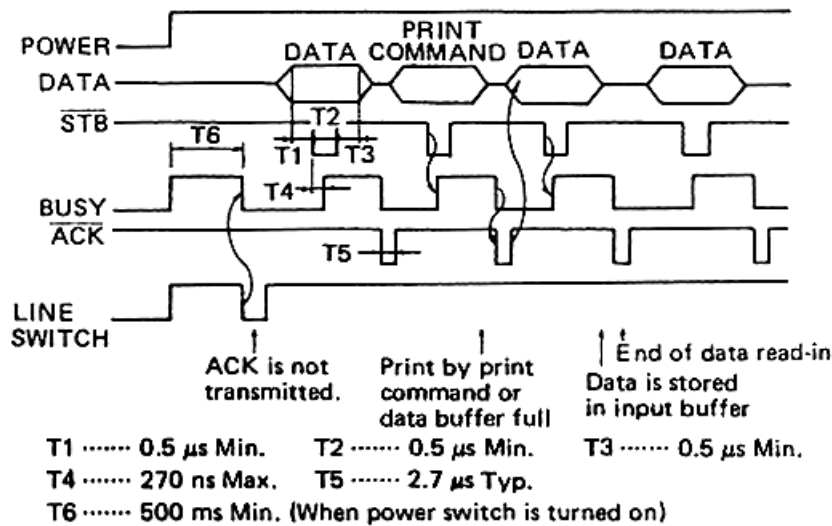 POWER
DATA
PRINT
COMMAND
DATA
DATA
DATA
STB
T2
T6
T1
T3
T4
BUSY
ACK
T5
LINE
SWITCH
ACK is not
transmitted.
Print by print
command or
data buffer full
End of data read-in
Data is stored
in input buffer
T1 ······· 0.5 μs Min. T2 ······· 0.5 μs Min. T3 ······· 0.5 μs Min.
T4 ······· 270 ns Max. T5 ······· 2.7 μs Typ.
T6 ······· 500 ms Min. (When power switch is turned on)